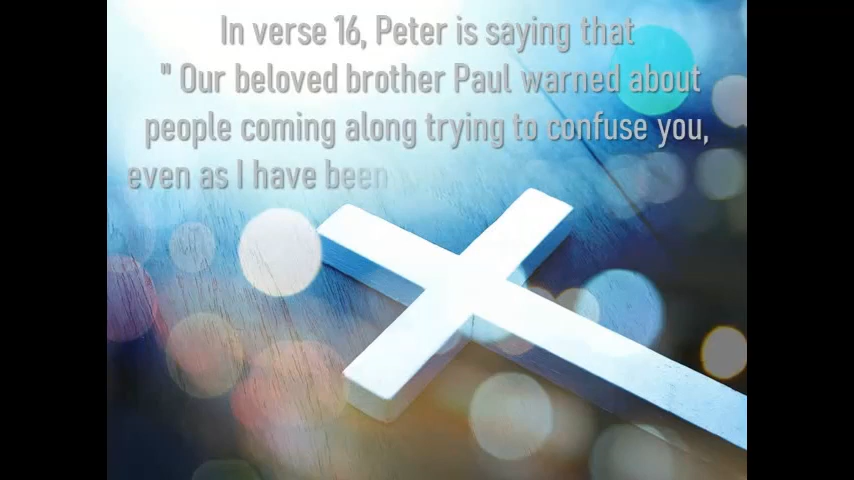 In verse 16, Peter is saying that
" Our beloved brother Paul warned about
people coming along trying to confuse you,
even as I have been